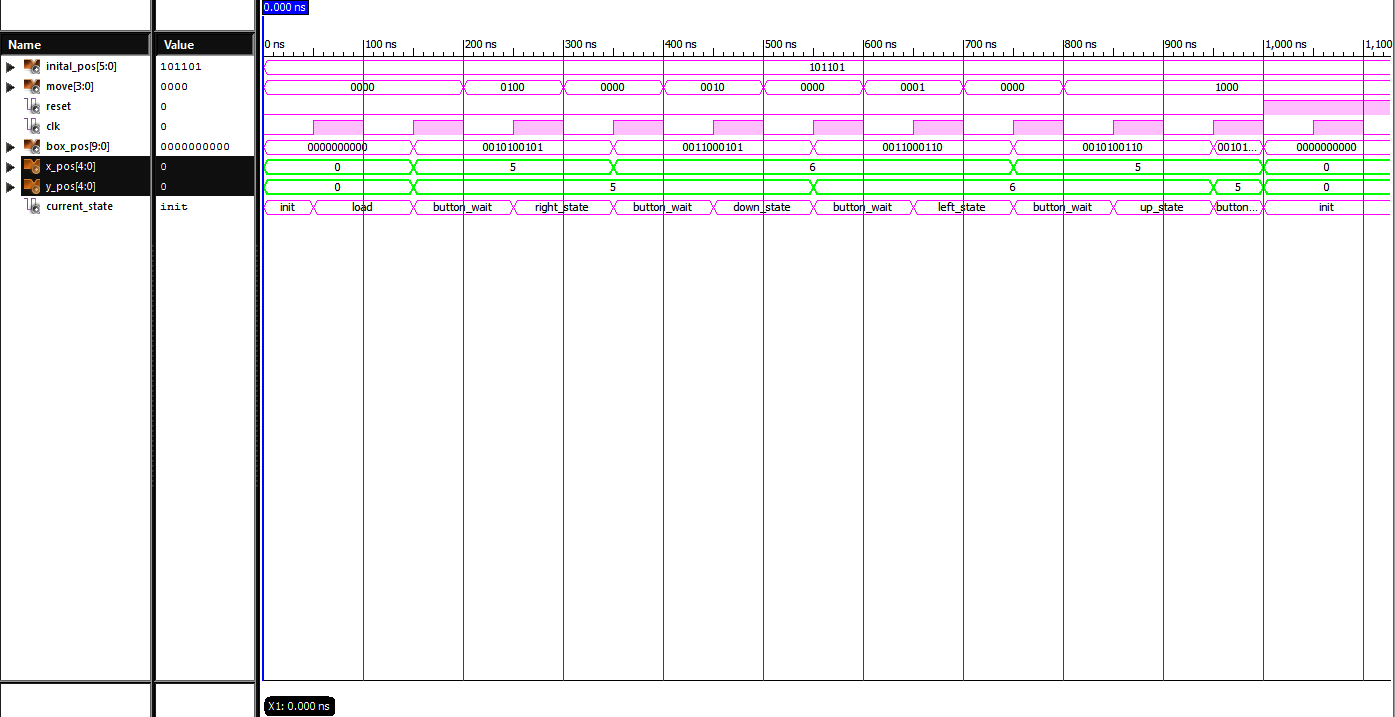 0.000 ns
Name Value 0 ns 100 ns 200 ns 300 ns 400 ns 500 ns 600 ns 700 ns 800 ns 900 ns 1,000 ns 1,100
inital_pos[5:0] 101101 101101
move[3:0] 0000 0000 0100 0000 0010 0000 0001 0000 1000
reset 0
clk 0
box_pos[9:0] 0000000000 0000000000 0010100101 0011000101 0011000110 0010100110 00101... 0000000000
x_pos[4:0] 0 0 5 6 5 0
y_pos[4:0] 0 0 5 6 5 0
current_state init init load button_wait right_state button_wait down_state button_wait left_state button_wait up_state button... init
X1: 0.000 ns